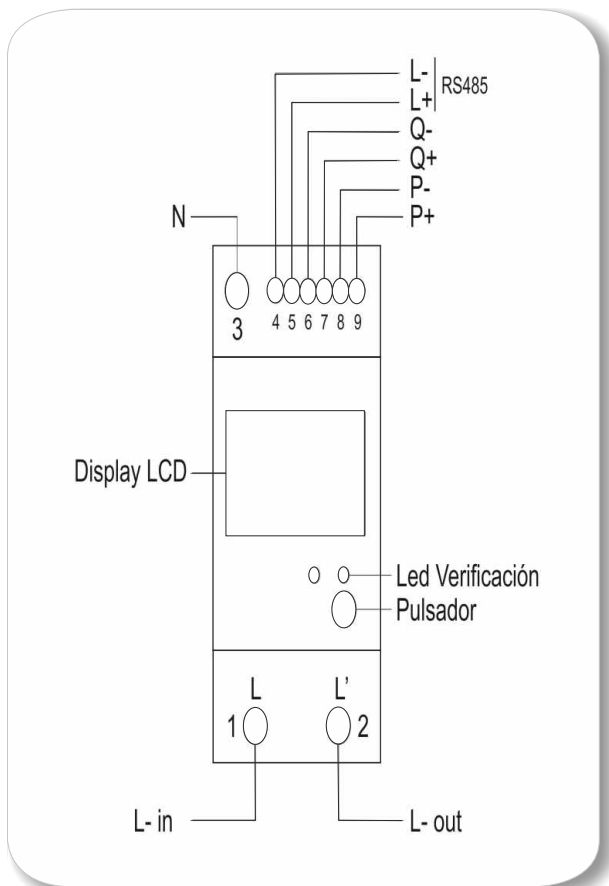 L-
RS485
L+
Q-
Q+
P-
N
P+
3
4 5 6 7 8 9
Display LCD
Led Verificación
Pulsador
L
L’
1
2
L- in
L- out